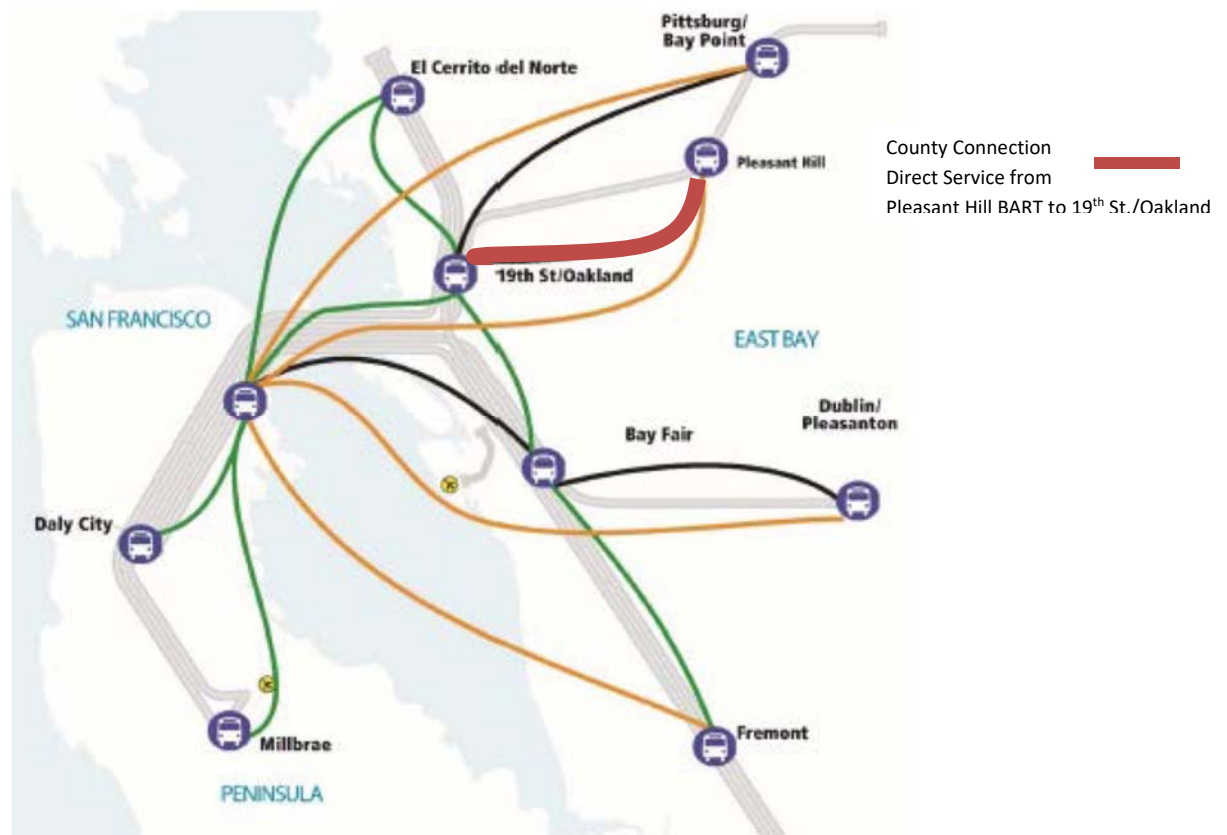 Pittsburg/
Bay Point
El Cerrito del Norte
Pleasant Hill
County Connection
Direct Service from
Pleasant Hill BART to 19th St./Oakland
19th St/Oakland
SAN FRANCISCO
EAST BAY
Dublin/
Pleasanton
Bay Fair
Daly City
Fremont
Millbrae
PENINSULA